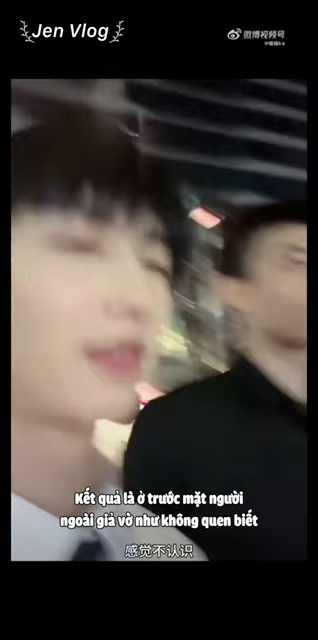 Jen Vlog
微博视频号
Kết quả là ở trước mặt người
ngoài giả vờ như không quen biết
感觉不认识